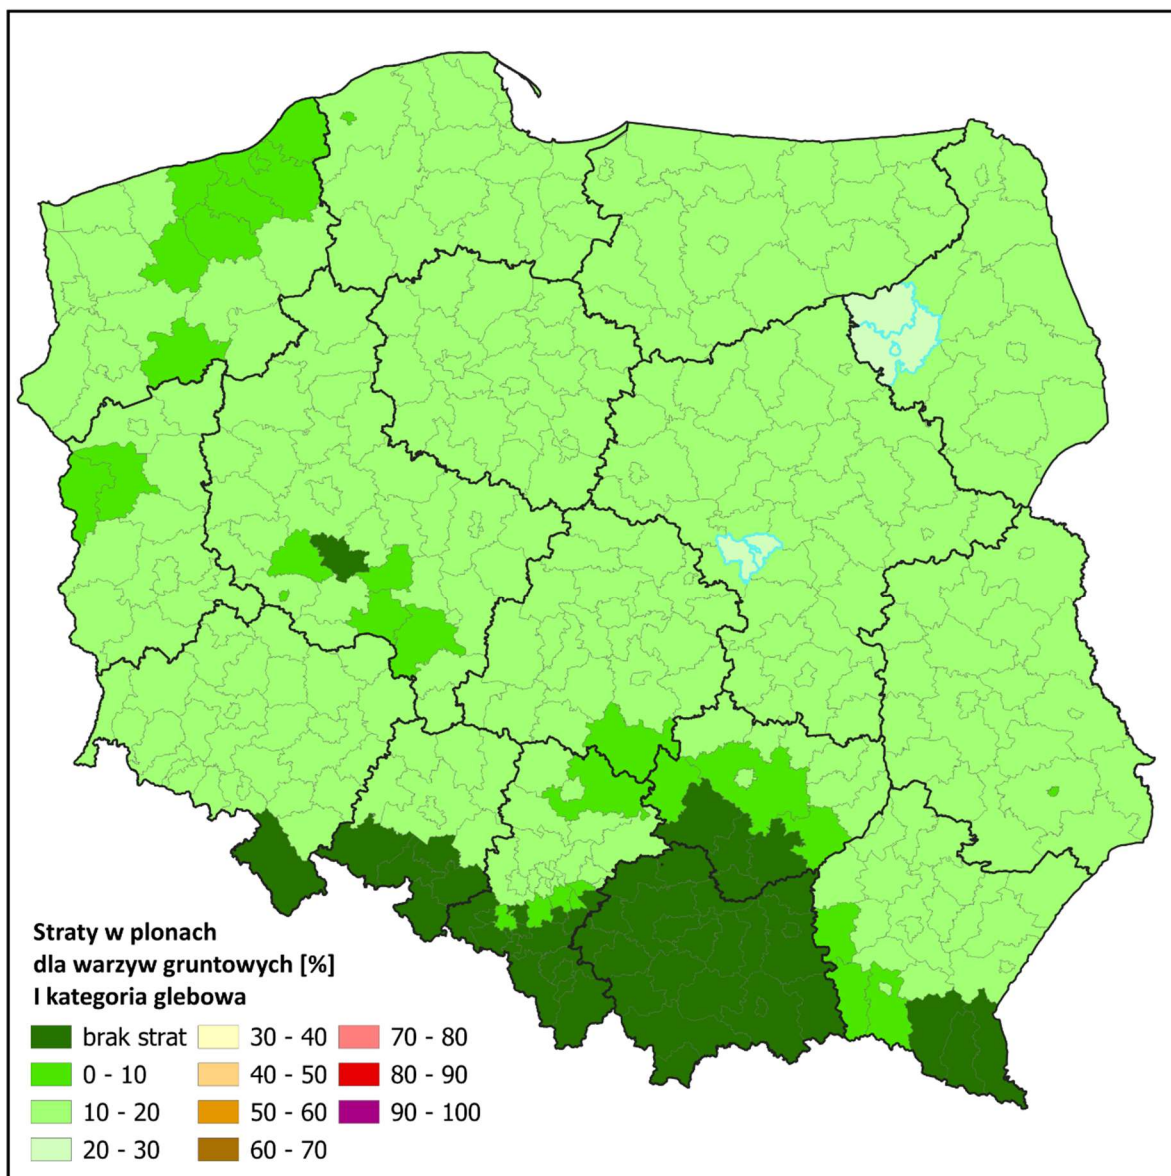 Straty w plonach
dla warzyw gruntowych [%]
I kategoria glebowa
brak strat
0 - 10
10 - 20
20 - 30
30 - 40
40 - 50
50 - 60
60 - 70
70 - 80
80 - 90
90 - 100